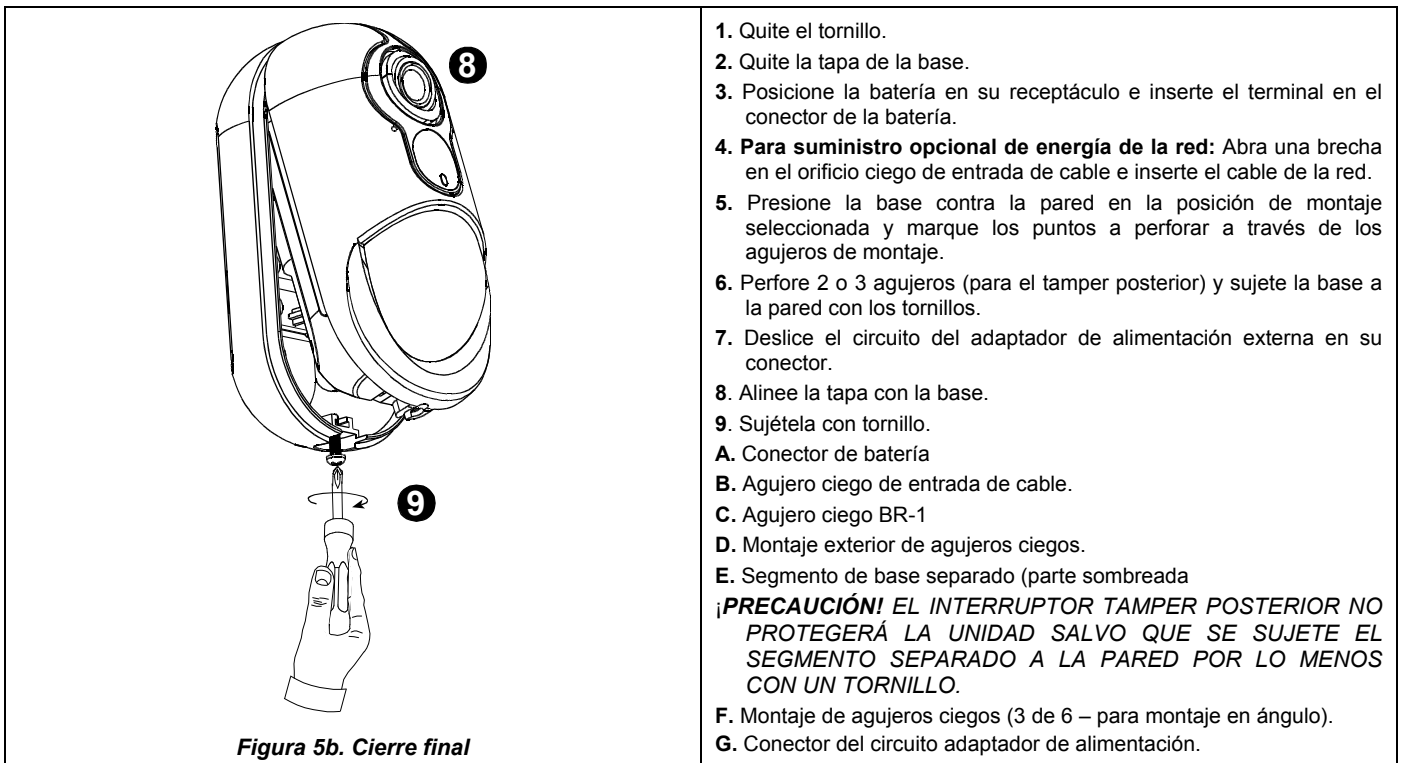 8
9
Figura 5b. Cierre final
1. Quite el tornillo.
2. Quite la tapa de la base.
3. Posicione la batería en su receptáculo e inserte el terminal en el
conector de la batería.
4. Para suministro opcional de energía de la red: Abra una brecha
en el orificio ciego de entrada de cable e inserte el cable de la red.
5. Presione la base contra la pared en la posición de montaje
seleccionada y marque los puntos a perforar a través de los
agujeros de montaje.
6. Perfore 2 o 3 agujeros (para el tamper posterior) y sujete la base a
la pared con los tornillos.
7. Deslice el circuito del adaptador de alimentación externa en su
conector.
8. Alinee la tapa con la base.
9. Sujétela con tornillo.
A. Conector de batería
B. Agujero ciego de entrada de cable.
C. Agujero ciego BR-1
D. Montaje exterior de agujeros ciegos.
E. Segmento de base separado (parte sombreada
¡PRECAUCIÓN! EL INTERRUPTOR TAMPER POSTERIOR NO
PROTEGERÁ LA UNIDAD SALVO QUE SE SUJETE EL
SEGMENTO SEPARADO A LA PARED POR LO MENOS
CON UN TORNILLO.
F. Montaje de agujeros ciegos (3 de 6 – para montaje en ángulo).
G. Conector del circuito adaptador de alimentación.